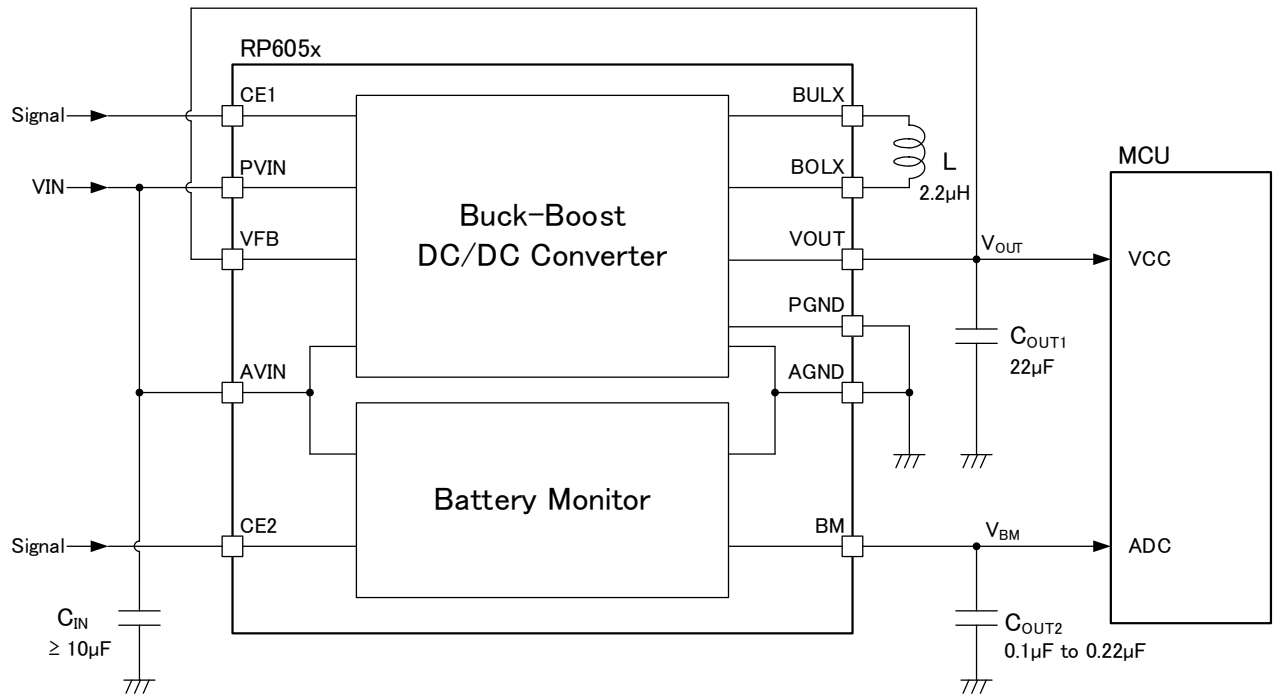 RP605x
CE1
BULX
Signal
PVIN
BOLX
L
MCU
VIN
2.2µH
Buck-Boost
DC/DC Converter
VFB
VOUT
VOUT
VCC
PGND
COUT1
22µF
AVIN
AGND
Battery Monitor
CE2
BM
VBM
ADC
Signal
CIN
≥ 10µF
COUT2
0.1µF to 0.22µF